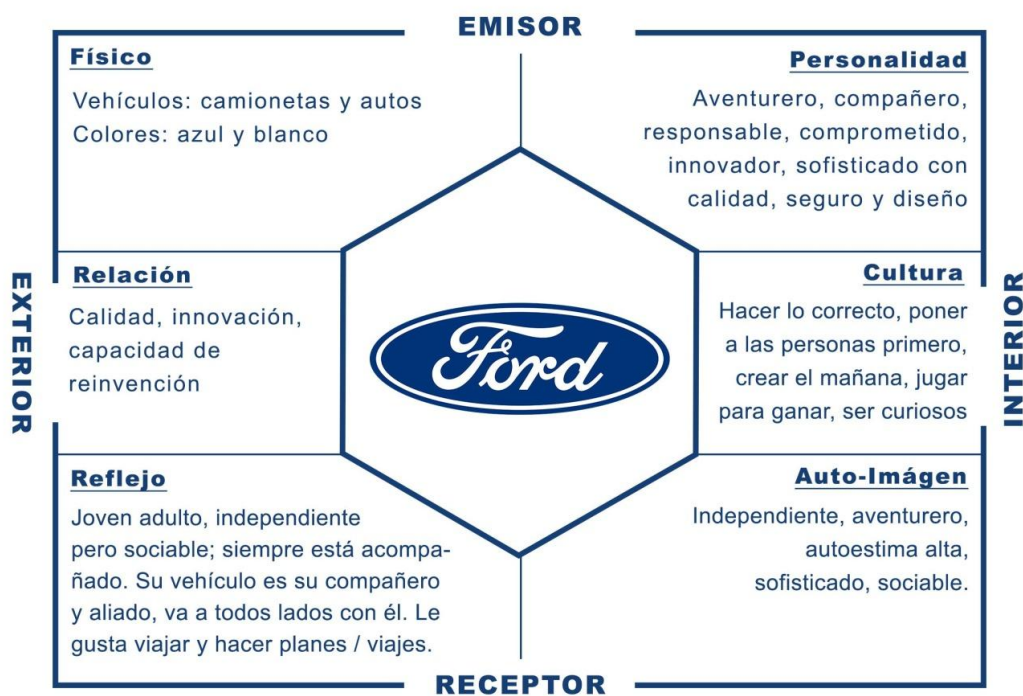 EMISOR
Físico
Vehículos: camionetas y autos
Colores: azul y blanco
Personalidad
Aventurero, compañero,
responsable, comprometido,
innovador, sofisticado con
calidad, seguro y diseño
EXTERIOR
Relación
Calidad, innovación,
capacidad de
reinvención
Ford
Cultura
Hacer lo correcto, poner
a las personas primero,
crear el mañana, jugar
para ganar, ser curiosos
INTERIOR
Reflejo
Joven adulto, independiente
pero sociable; siempre está acompa-
ñado. Su vehículo es su compañero
y aliado, va a todos lados con él. Le
gusta viajar y hacer planes / viajes.
Auto-Imágen
Independiente, aventurero,
autoestima alta,
sofisticado, sociable.
RECEPTOR